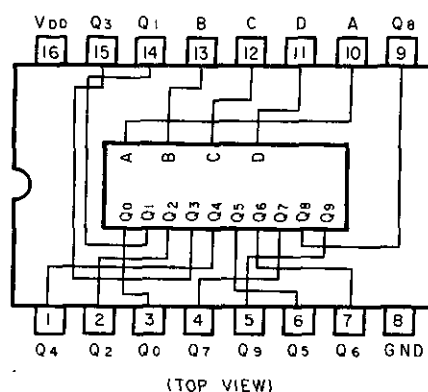 VDD Q3 Q1 B C D A Q8
16 15 14 13 12 11 10 9
A B C D
Q0 Q1 Q2 Q3 Q4 Q5 Q6 Q7 Q8 Q9
1 2 3 4 5 6 7 8
Q4 Q2 Q0 Q7 Q9 Q5 Q6 GND
(TOP VIEW)